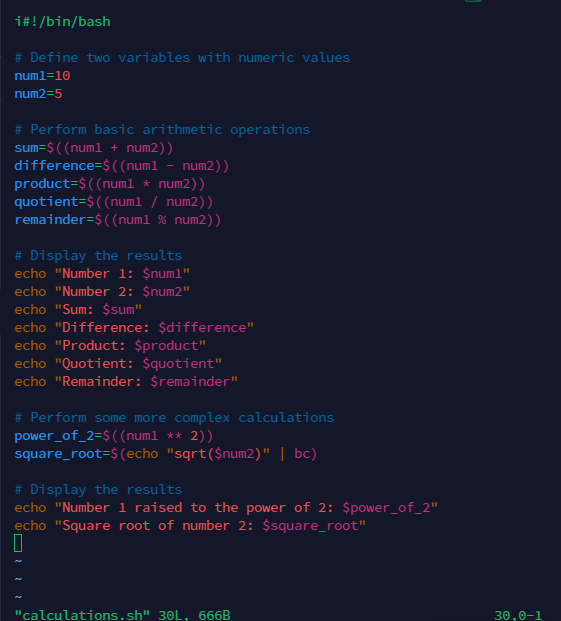 i#!/bin/bash
# Define two variables with numeric values
num1=10
num2=5
# Perform basic arithmetic operations
sum=$((num1 + num2))
difference=$((num1 - num2))
product=$((num1 * num2))
quotient=$((num1 / num2))
remainder=$((num1 % num2))
# Display the results
echo "Number 1: $num1"
echo "Number 2: $num2"
echo "Sum: $sum"
echo "Difference: $difference"
echo "Product: $product"
echo "Quotient: $quotient"
echo "Remainder: $remainder"
# Perform some more complex calculations
power_of_2=$((num1 ** 2))
square_root=$(echo "sqrt($num2)" | bc)
# Display the results
echo "Number 1 raised to the power of 2: $power_of_2"
echo "Square root of number 2: $square_root"
~
~
~
"calculations.sh" 30L, 666B 30,0-1